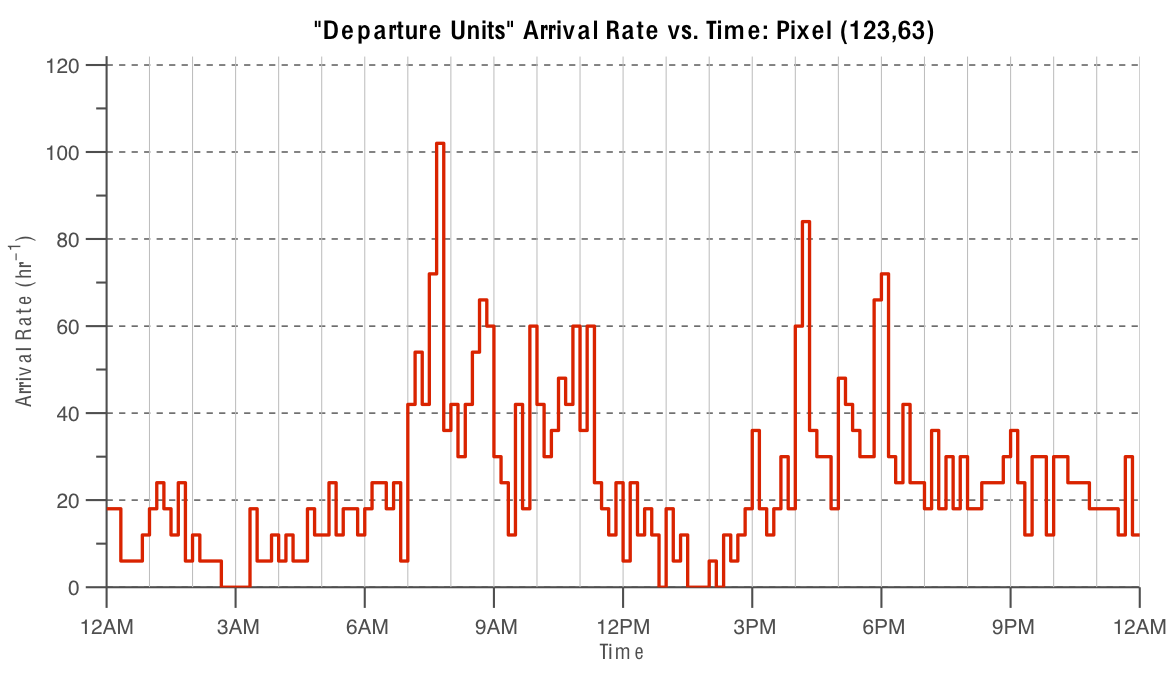 "Departure Units" Arrival Rate vs. Time: Pixel (123,63)
120
100
80
60
40
20
0
Arrival Rate (hr⁻¹)
12AM 3AM 6AM 9AM 12PM 3PM 6PM 9PM 12AM
Time